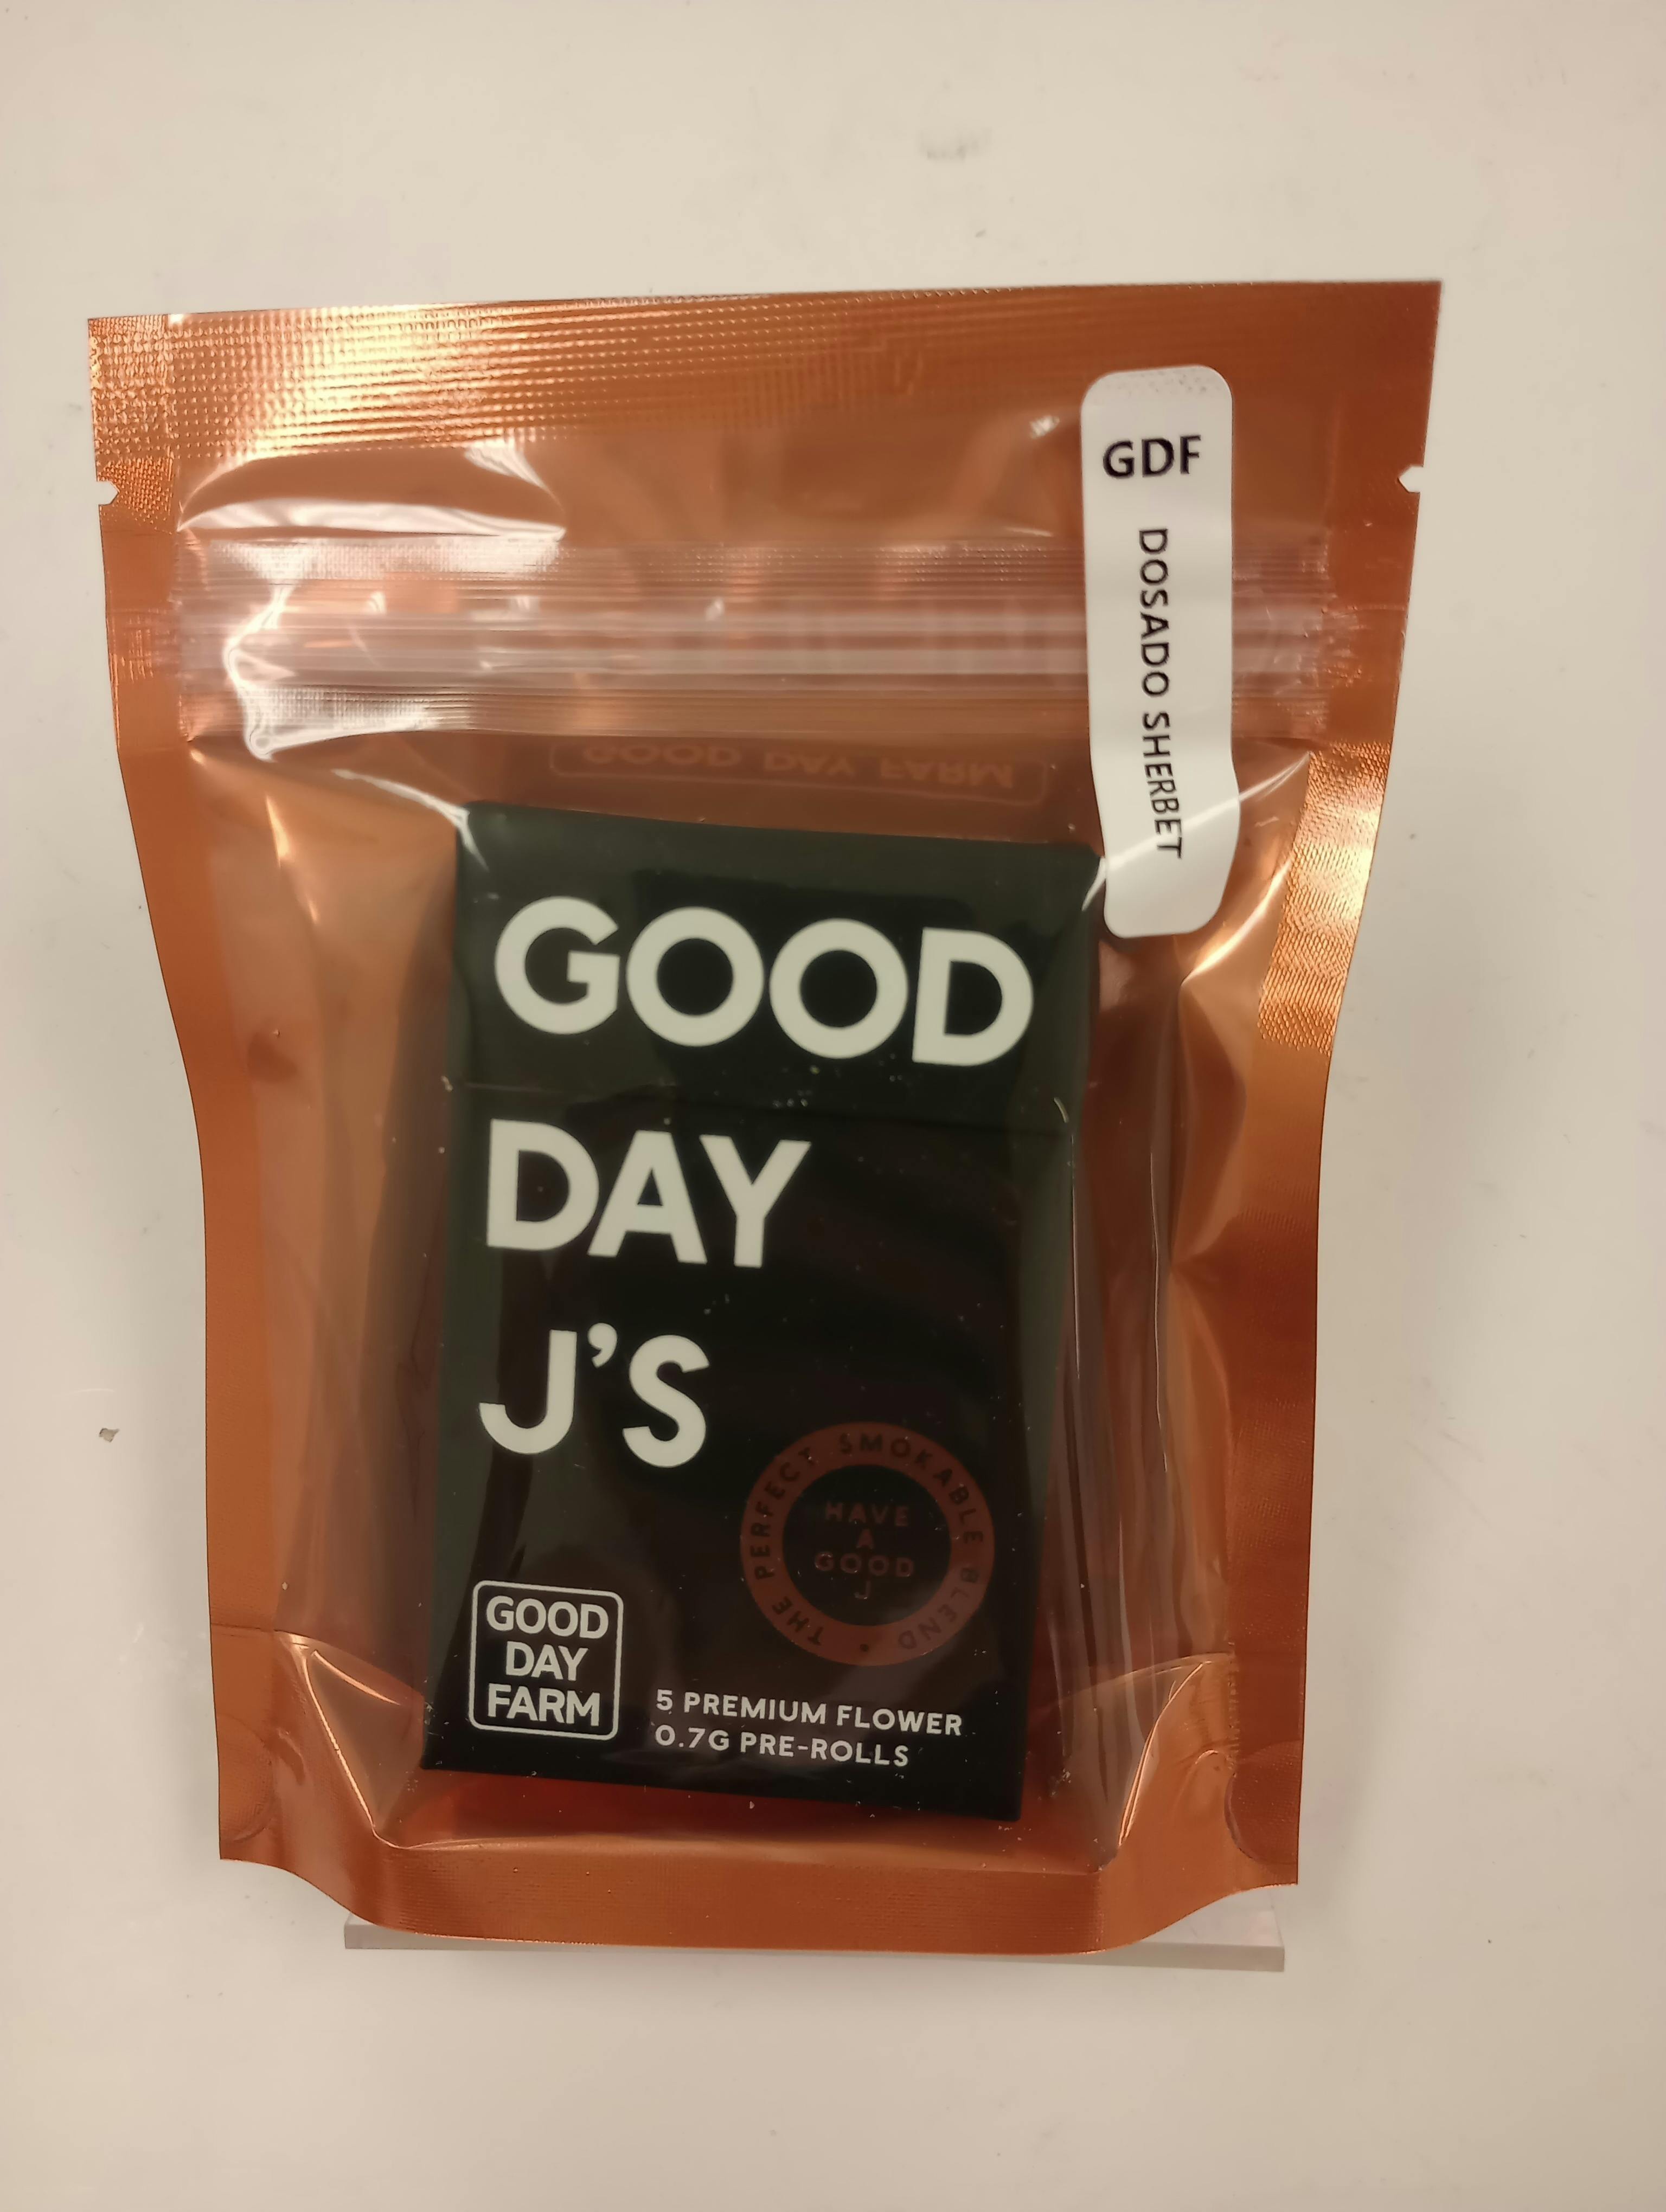 GDF
DOSADO SHERBET
GOOD DAY FARM
GOOD
DAY
J'S
THE PERFECT SMOKABLE BLEND •
HAVE
A
GOOD
J
GOOD
DAY
FARM
5 PREMIUM FLOWER
0.7G PRE-ROLLS